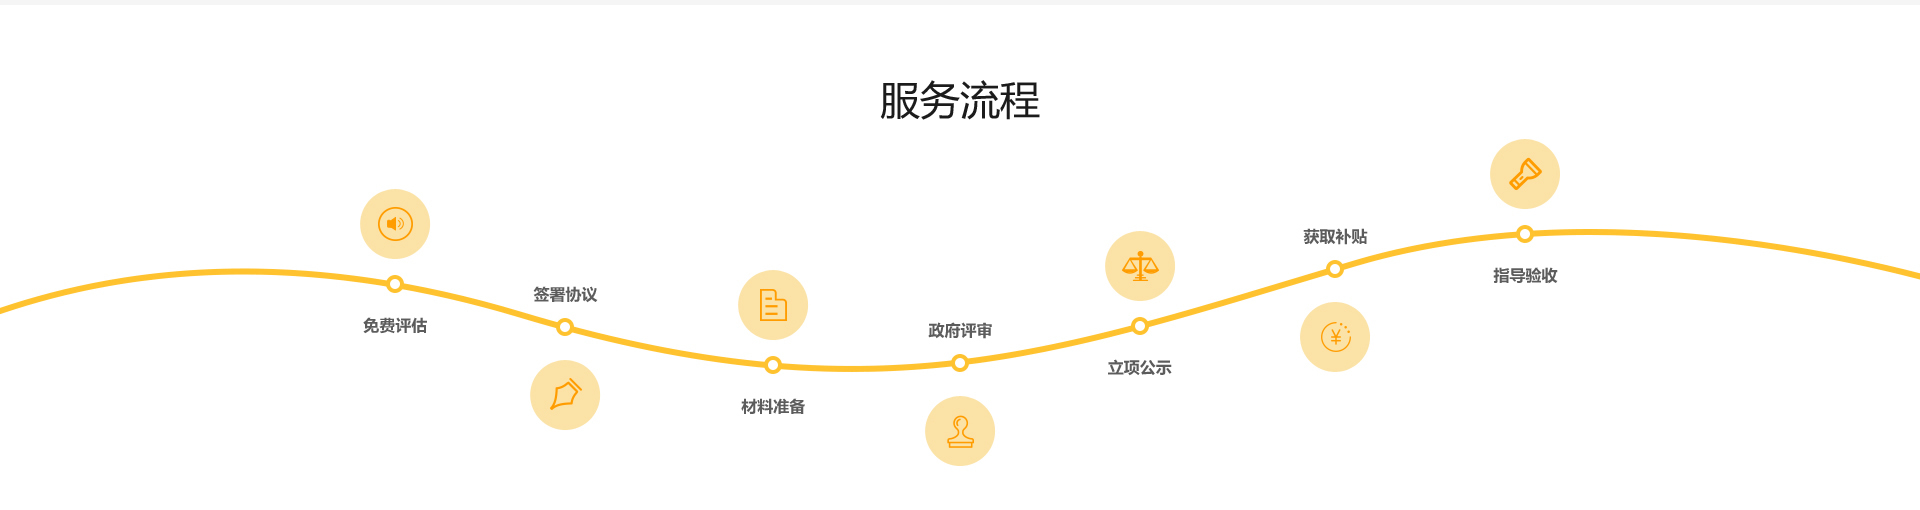 服务流程
免费评估
签署协议
材料准备
政府评审
立项公示
获取补贴
指导验收